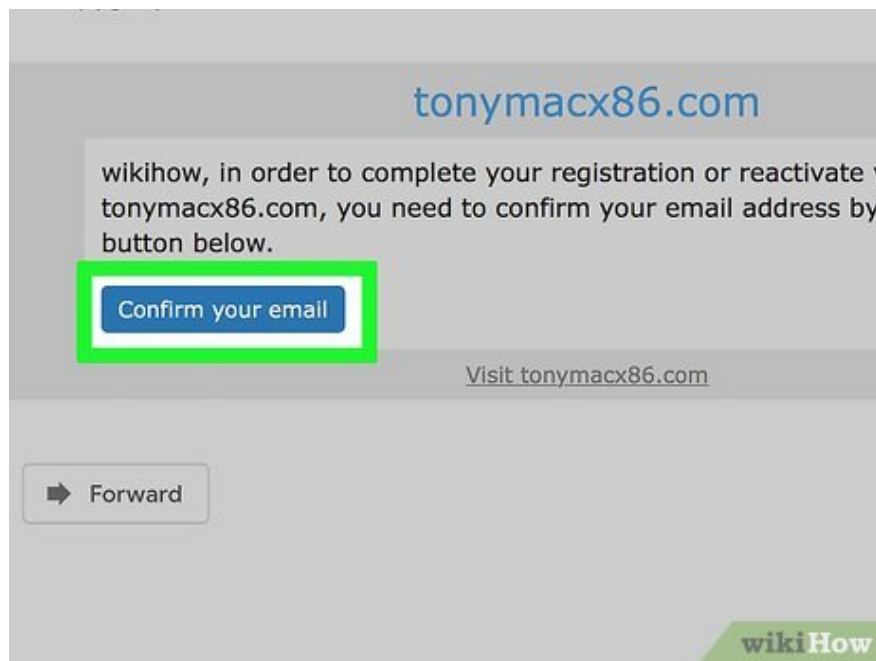 tonymacx86.com
wikihow, in order to complete your registration or reactivate
tonymacx86.com, you need to confirm your email address by
button below.
Confirm your email
Visit tonymacx86.com
Forward
wikiHow